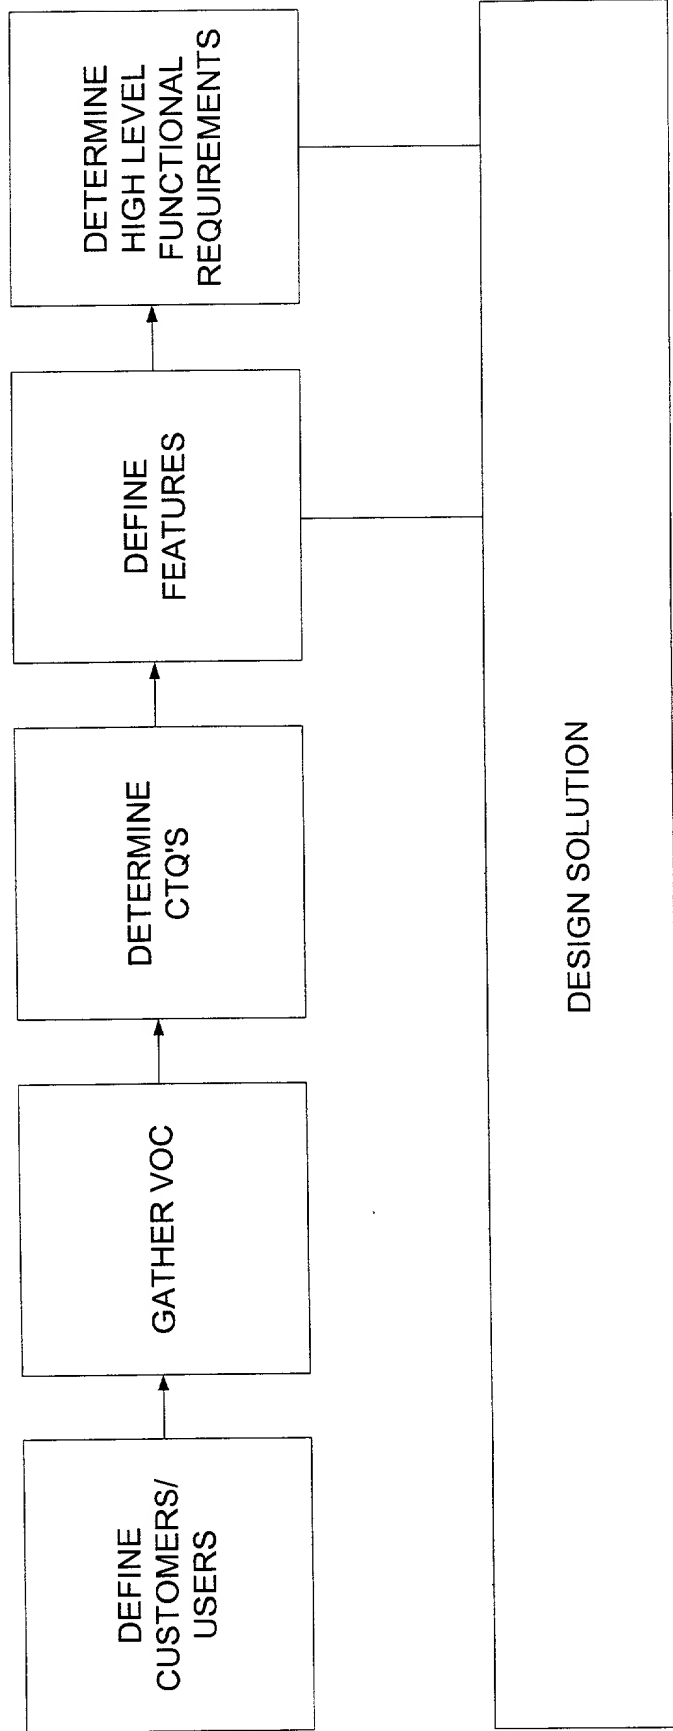 DEFINE
CUSTOMERS/
USERS
GATHER VOC
DETERMINE
CTQ'S
DEFINE
FEATURES
DETERMINE
HIGH LEVEL
FUNCTIONAL
REQUIREMENTS
DESIGN SOLUTION